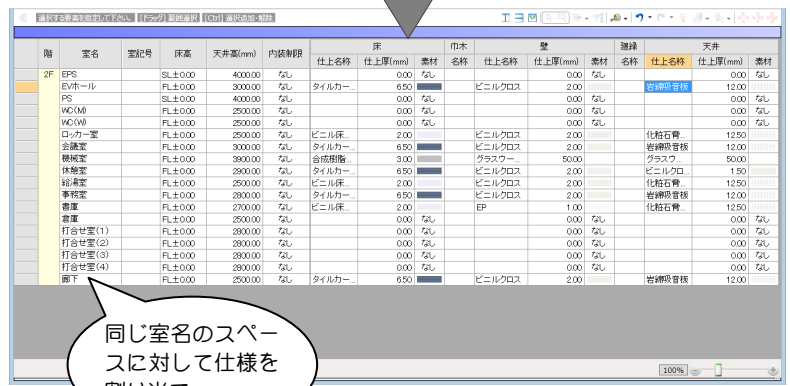 選択する要素を指定して下さい。 [[ドラッグ] 範囲選択] [[Ctrl] 選択追加・解除]
階 室名 室記号 床高 天井高(mm) 内装制限 床 巾木 壁 廻縁 天井
仕上名称 仕上厚(mm) 素材 名称 仕上名称 仕上厚(mm) 素材 名称 仕上名称 仕上厚(mm) 素材
2F EPS SL±0.00 4000.00 なし 0.00 なし 0.00 なし 0.00 なし
EVホール FL±0.00 3000.00 なし タイルカー... 6.50 ビニルクロス 2.00 岩綿吸音板 12.00
PS SL±0.00 4000.00 なし 0.00 なし 0.00 なし 0.00 なし
WC(M) FL±0.00 2500.00 なし 0.00 なし 0.00 なし 0.00 なし
WC(W) FL±0.00 2500.00 なし 0.00 なし 0.00 なし 0.00 なし
ロッカー室 FL±0.00 2500.00 なし ビニル床... 2.00 ビニルクロス 2.00 化粧石膏... 12.50
会議室 FL±0.00 3000.00 なし タイルカー... 6.50 ビニルクロス 2.00 岩綿吸音板 12.00
機械室 FL±0.00 3900.00 なし 合成樹脂... 3.00 グラスウー... 50.00 グラスウ... 50.00
休憩室 FL±0.00 2900.00 なし タイルカー... 6.50 ビニルクロス 2.00 ビニルクロ... 1.50
給湯室 FL±0.00 2500.00 なし ビニル床... 2.00 ビニルクロス 2.00 化粧石膏... 12.50
事務室 FL±0.00 2800.00 なし タイルカー... 6.50 ビニルクロス 2.00 岩綿吸音板 12.00
書庫 FL±0.00 2700.00 なし ビニル床... 2.00 EP 1.00 化粧石膏... 12.50
倉庫 FL±0.00 2500.00 なし 0.00 なし 0.00 なし 0.00 なし
打合せ室(1) FL±0.00 2800.00 なし 0.00 なし 0.00 なし 0.00 なし
打合せ室(2) FL±0.00 2800.00 なし 0.00 なし 0.00 なし 0.00 なし
打合せ室(3) FL±0.00 2800.00 なし 0.00 なし 0.00 なし 0.00 なし
打合せ室(4) FL±0.00 2800.00 なし 0.00 なし 0.00 なし 0.00 なし
廊下 FL±0.00 2500.00 なし タイルカー... 6.50 ビニルクロス 2.00 岩綿吸音板 12.00
同じ室名のスペー
スに対して仕様を
割り当て
100%